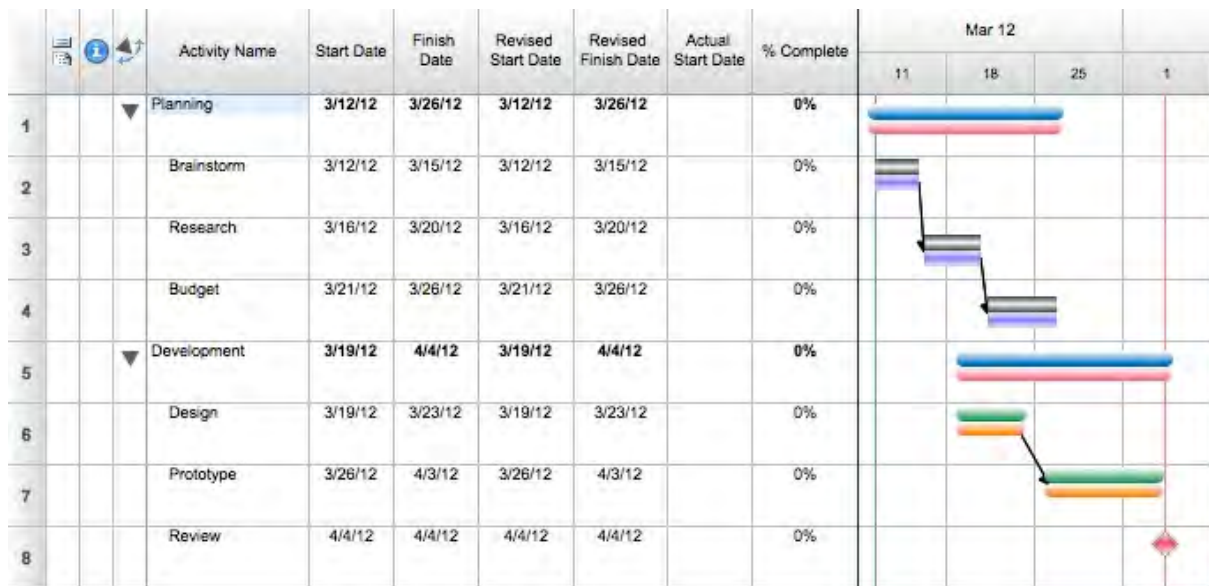 Mar 12
Activity Name Start Date Finish Date Revised Start Date Revised Finish Date Actual Start Date % Complete
11 18 25 1
1 Planning 3/12/12 3/26/12 3/12/12 3/26/12 0%
2 Brainstorm 3/12/12 3/15/12 3/12/12 3/15/12 0%
3 Research 3/16/12 3/20/12 3/16/12 3/20/12 0%
4 Budget 3/21/12 3/26/12 3/21/12 3/26/12 0%
5 Development 3/19/12 4/4/12 3/19/12 4/4/12 0%
6 Design 3/19/12 3/23/12 3/19/12 3/23/12 0%
7 Prototype 3/26/12 4/3/12 3/26/12 4/3/12 0%
8 Review 4/4/12 4/4/12 4/4/12 4/4/12 0%